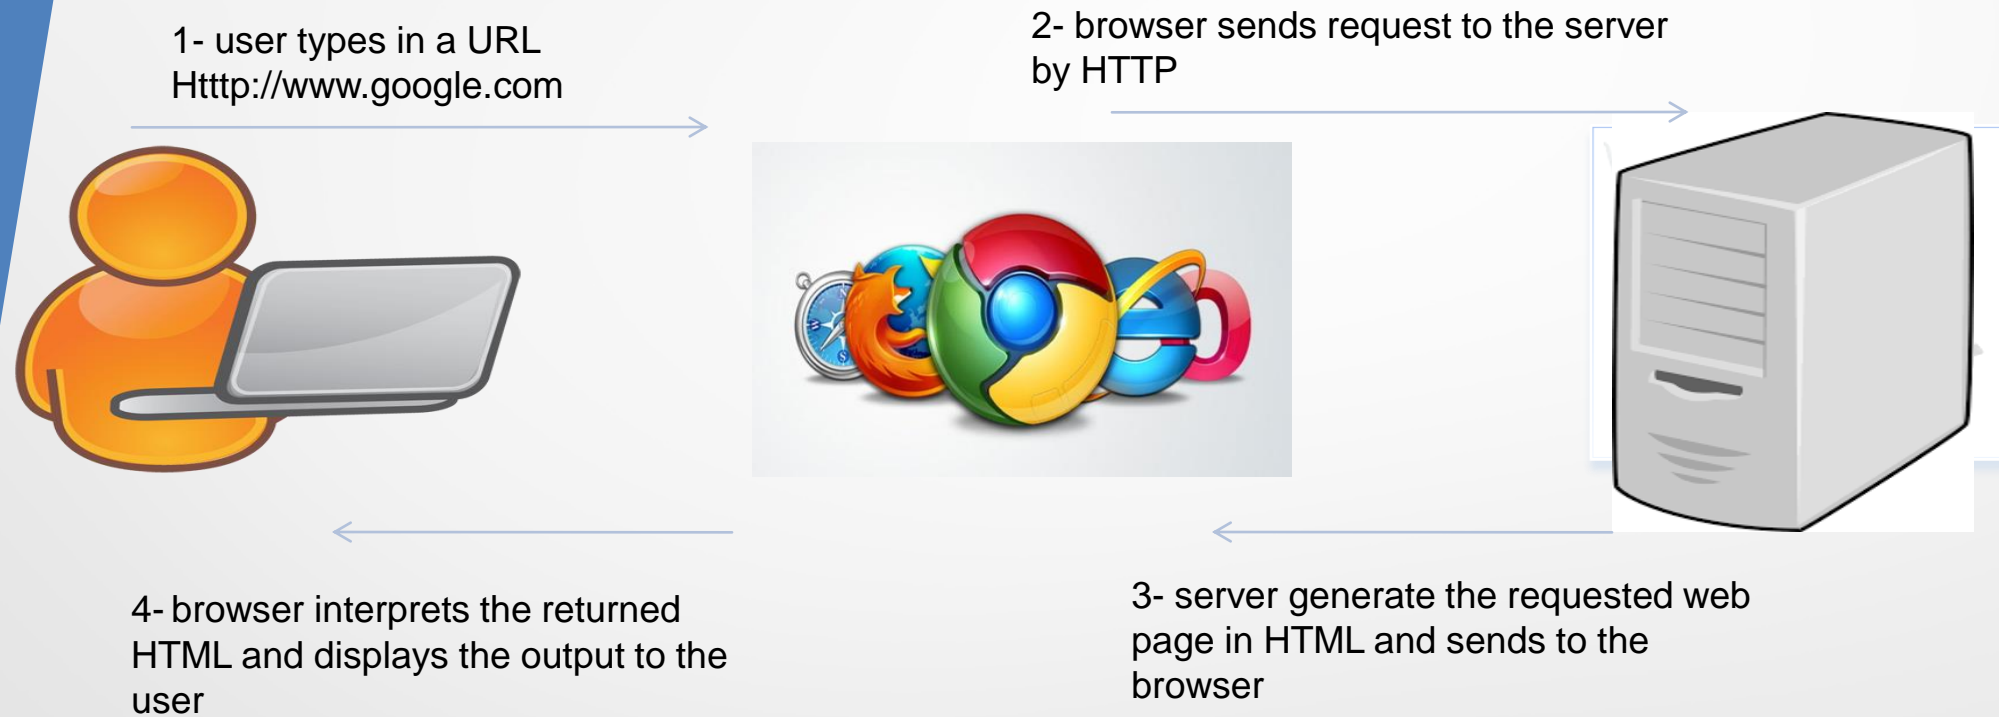 1- user types in a URL
Htttp://www.google.com
2- browser sends request to the server
by HTTP
3- server generate the requested web
page in HTML and sends to the
browser
4- browser interprets the returned
HTML and displays the output to the
user